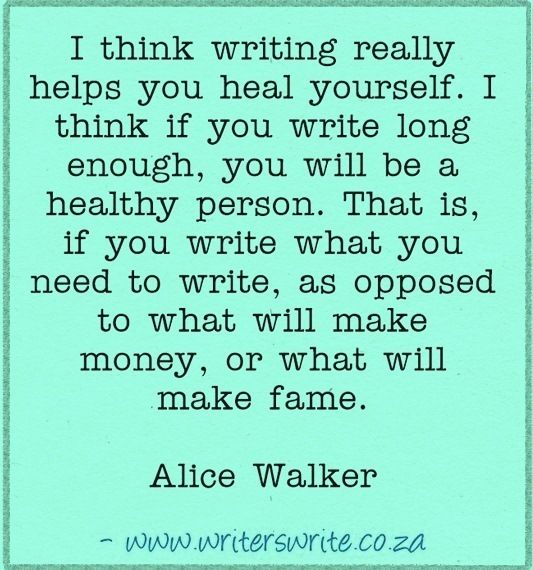 I think writing really
helps you heal yourself. I
think if you write long
enough, you will be a
healthy person. That is,
if you write what you
need to write, as opposed
to what will make
money, or what will
make fame.
Alice Walker
- www.writerswrite.co.za